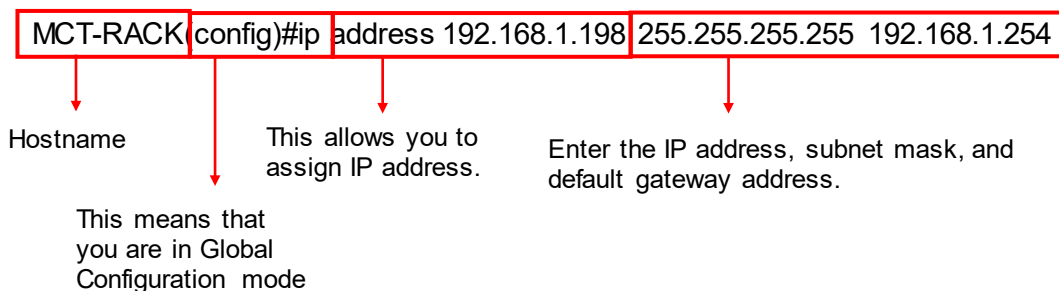 MCT-RACK(config)#ip address 192.168.1.198 255.255.255.255 192.168.1.254
Hostname
This means that
you are in Global
Configuration mode
This allows you to
assign IP address.
Enter the IP address, subnet mask, and
default gateway address.